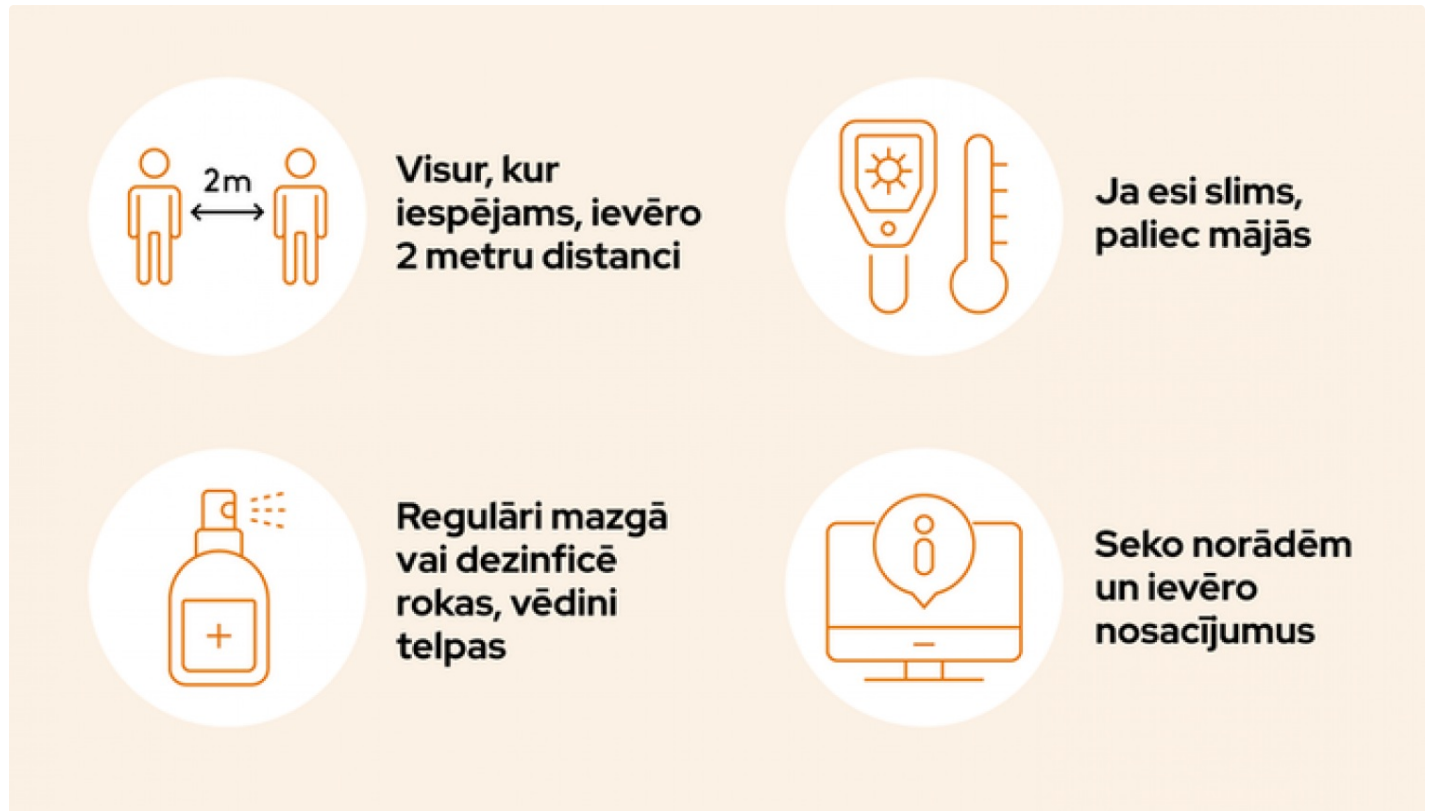 2m
Visur, kur
iespējams, ievēro
2 metru distanci
Ja esi slims,
paliec mājās
Regulāri mazgā
vai dezinficē
rokas, vēdini
telpas
Seko norādēm
un ievēro
nosacījumus